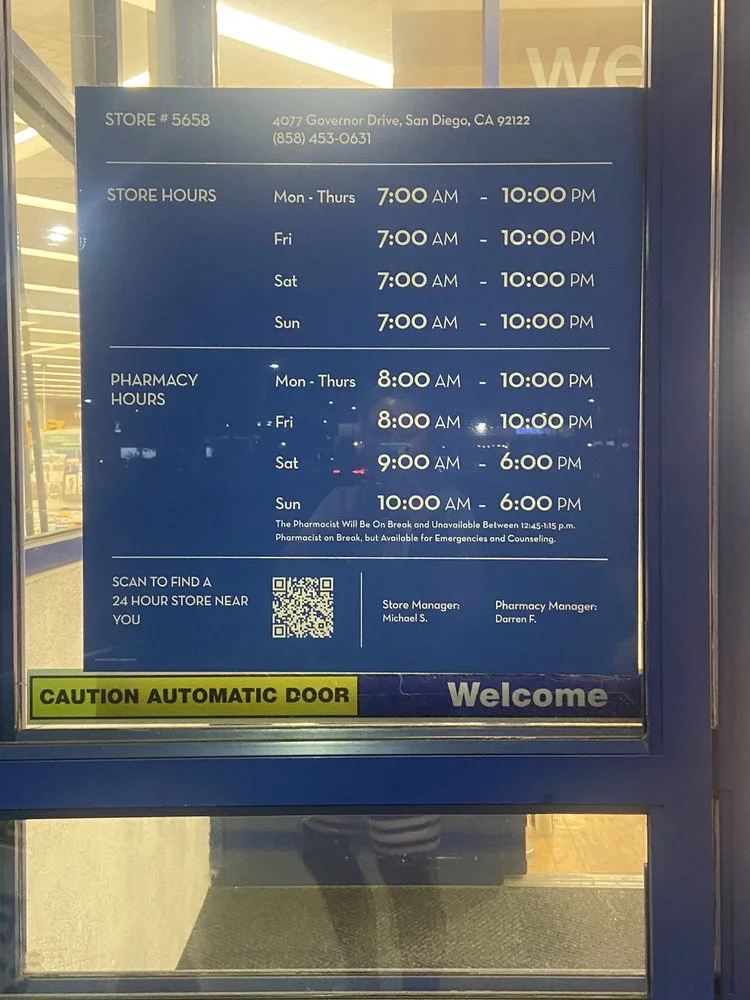 we
STORE # 5658
4077 Governor Drive, San Diego, CA 92122
(858) 453-0631
STORE HOURS
Mon - Thurs 7:00 AM - 10:00 PM
Fri 7:00 AM - 10:00 PM
Sat 7:00 AM - 10:00 PM
Sun 7:00 AM - 10:00 PM
PHARMACY
HOURS
Mon - Thurs 8:00 AM - 10:00 PM
Fri 8:00 AM - 10:00 PM
Sat 9:00 AM - 6:00 PM
Sun 10:00 AM - 6:00 PM
The Pharmacist Will Be On Break and Unavailable Between 12:45-1:15 p.m.
Pharmacist on Break, but Available for Emergencies and Counseling.
SCAN TO FIND A
24 HOUR STORE NEAR
YOU
Store Manager:
Michael S.
Pharmacy Manager:
Darren F.
CAUTION AUTOMATIC DOOR
Welcome